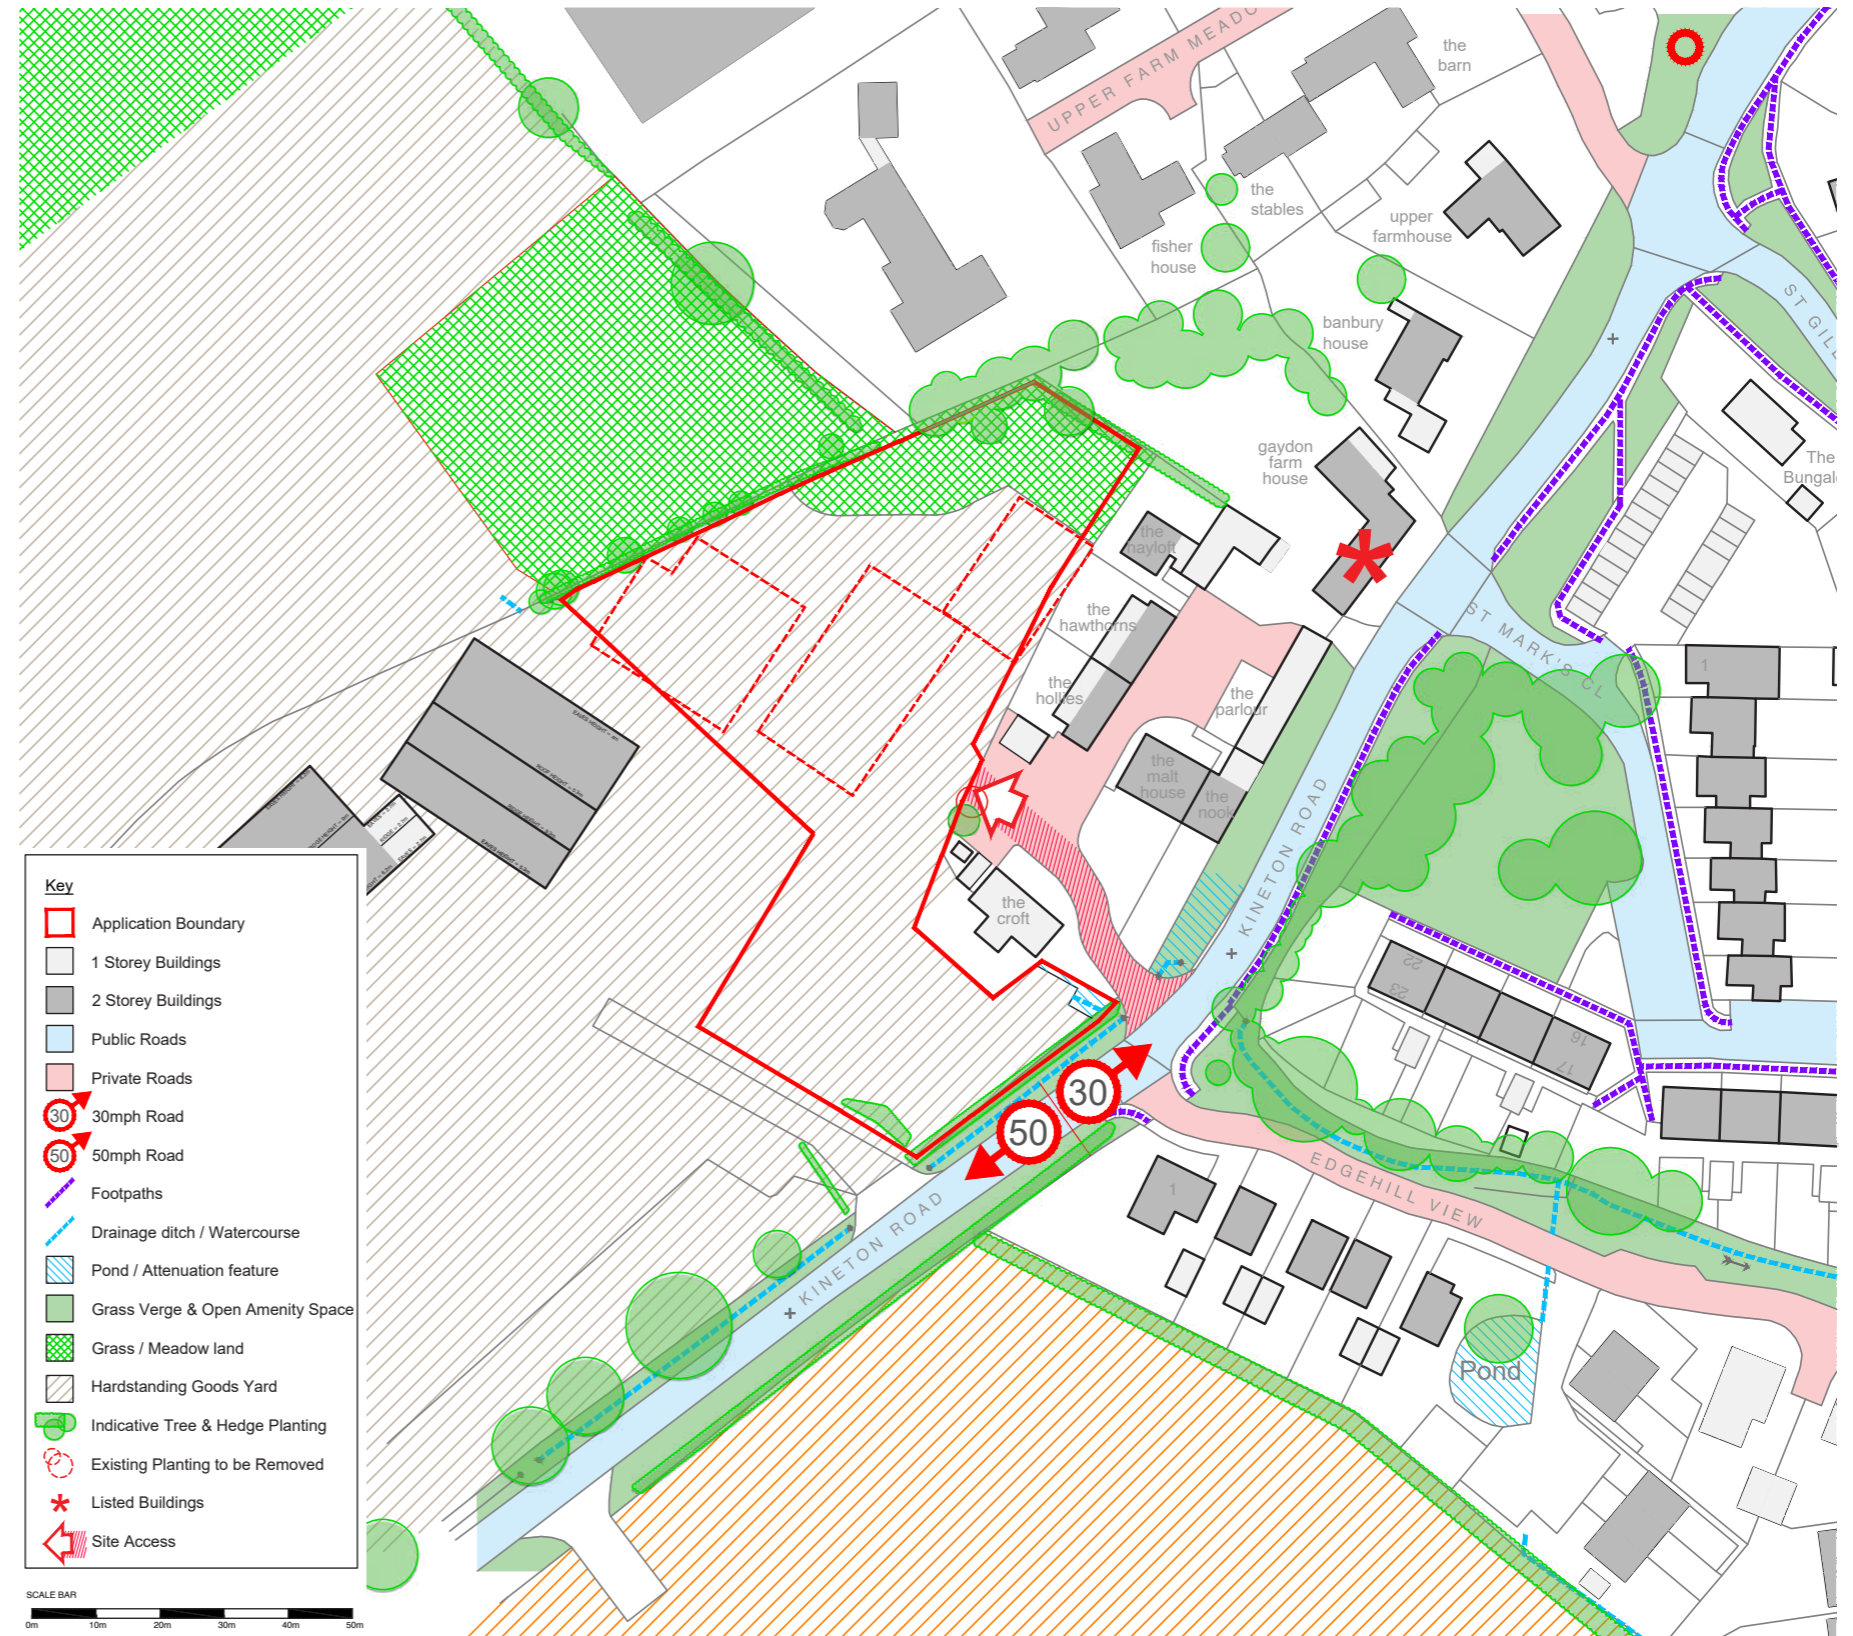 UPPER FARM MEADO
the
barn
the
stables
upper
farmhouse
fisher
house
banbury
house
ST GILL
gaydon
farm
house
The
Bungal
the
hayloft
the
hawthorns
ST MARK'S CL
the
hollies
the
parlour
1
the
malt
house
the
nook
KINETON ROAD
the
croft
22
23
16
17
30
50
EDGEHILL VIEW
1
KINETON ROAD
Pond
Key
Application Boundary
1 Storey Buildings
2 Storey Buildings
Public Roads
Private Roads
30 30mph Road
50 50mph Road
Footpaths
Drainage ditch / Watercourse
Pond / Attenuation feature
Grass Verge & Open Amenity Space
Grass / Meadow land
Hardstanding Goods Yard
Indicative Tree & Hedge Planting
Existing Planting to be Removed
Listed Buildings
Site Access
SCALE BAR
0m 10m 20m 30m 40m 50m